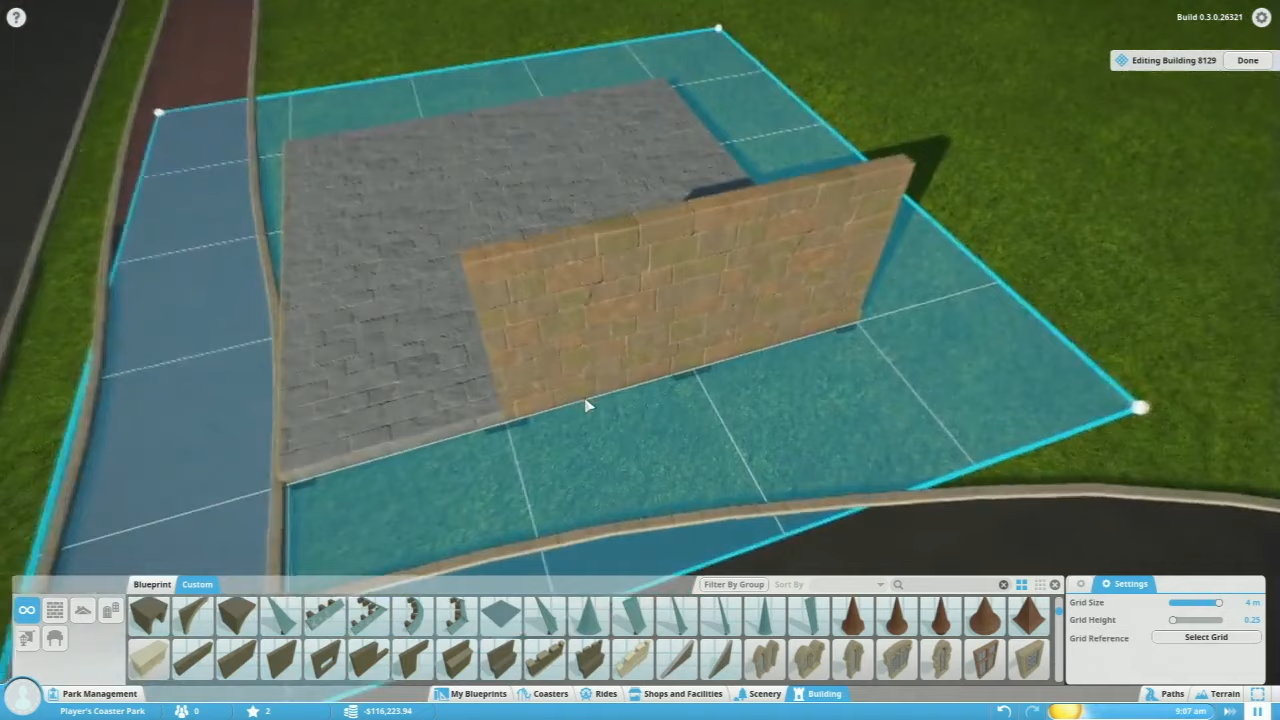 ?
Build 0.3.0.26321
Editing Building 8129 Done
Blueprint Custom Filter By Group Sort By Settings
Grid Size 4 m
Grid Height 0.25
Grid Reference Select Grid
Park Management My Blueprints Coasters Rides Shops and Facilities Scenery Building Paths Terrain
Player's Coaster Park 0 2 -$116,223.94 9:07 am